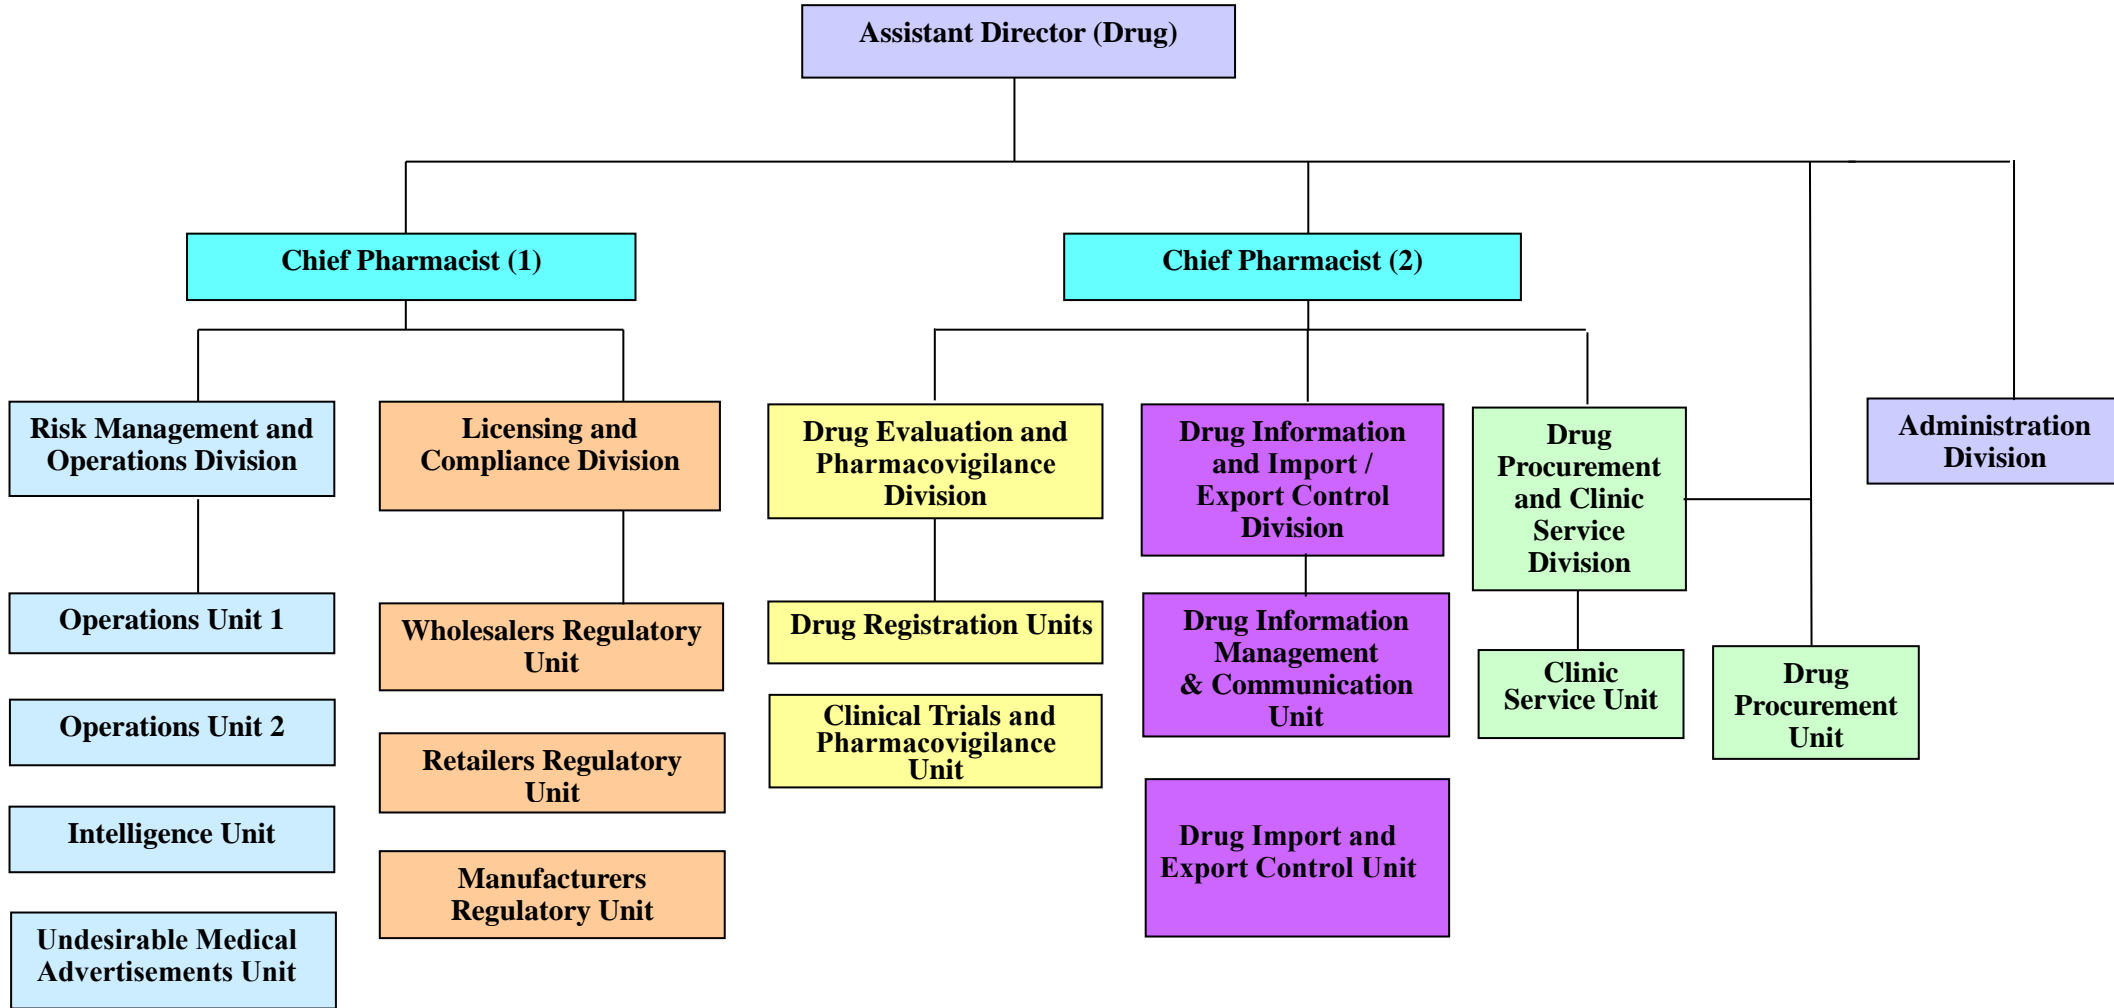 Assistant Director (Drug)
Chief Pharmacist (1)
Chief Pharmacist (2)
Risk Management and
Operations Division
Licensing and
Compliance Division
Drug Evaluation and
Pharmacovigilance
Division
Drug Information
and Import /
Export Control
Division
Drug
Procurement
and Clinic
Service
Division
Administration
Division
Operations Unit 1
Operations Unit 2
Intelligence Unit
Undesirable Medical
Advertisements Unit
Wholesalers Regulatory
Unit
Retailers Regulatory
Unit
Manufacturers
Regulatory Unit
Drug Registration Units
Clinical Trials and
Pharmacovigilance
Unit
Drug Information
Management
& Communication
Unit
Drug Import and
Export Control Unit
Clinic
Service Unit
Drug
Procurement
Unit